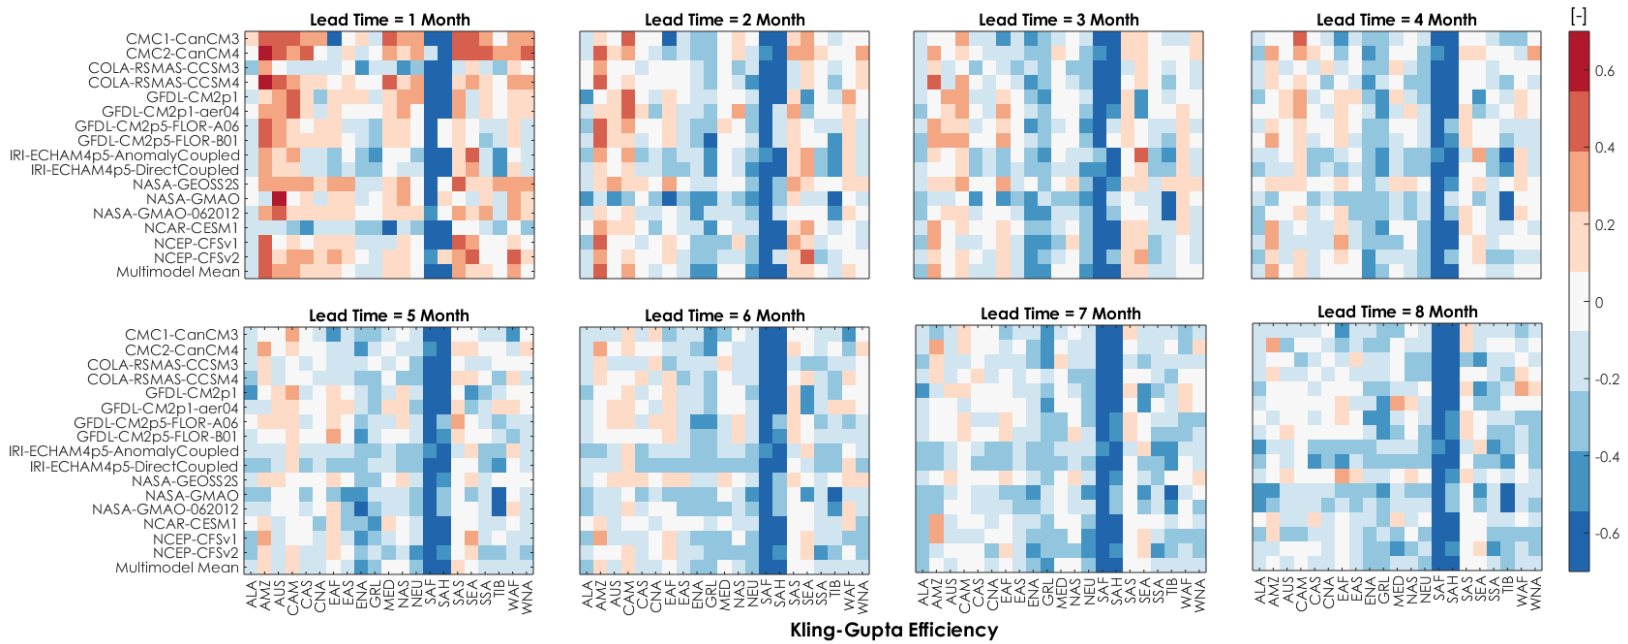 Lead Time = 1 Month
Lead Time = 2 Month
Lead Time = 3 Month
Lead Time = 4 Month
[-]
CMC1-CanCM3
CMC2-CanCM4
COLA-RSMAS-CCSM3
COLA-RSMAS-CCSM4
GFDL-CM2p1
GFDL-CM2p1-aer04
GFDL-CM2p5-FLOR-A06
GFDL-CM2p5-FLOR-B01
IRI-ECHAM4p5-AnomalyCoupled
IRI-ECHAM4p5-DirectCoupled
NASA-GEOSS2S
NASA-GMAO
NASA-GMAO-062012
NCAR-CESM1
NCEP-CFSv1
NCEP-CFSv2
Multimodel Mean
0.6
0.4
0.2
0
-0.2
-0.4
-0.6
Lead Time = 5 Month
Lead Time = 6 Month
Lead Time = 7 Month
Lead Time = 8 Month
CMC1-CanCM3
CMC2-CanCM4
COLA-RSMAS-CCSM3
COLA-RSMAS-CCSM4
GFDL-CM2p1
GFDL-CM2p1-aer04
GFDL-CM2p5-FLOR-A06
GFDL-CM2p5-FLOR-B01
IRI-ECHAM4p5-AnomalyCoupled
IRI-ECHAM4p5-DirectCoupled
NASA-GEOSS2S
NASA-GMAO
NASA-GMAO-062012
NCAR-CESM1
NCEP-CFSv1
NCEP-CFSv2
Multimodel Mean
ALA AMZ AUS CAM CAS CNA EAF EAS ENA GRL MED NAS NEU SAF SAH SAS SEA SSA TIB WAF WNA
ALA AMZ AUS CAM CAS CNA EAF EAS ENA GRL MED NAS NEU SAF SAH SAS SEA SSA TIB WAF WNA
ALA AMZ AUS CAM CAS CNA EAF EAS ENA GRL MED NAS NEU SAF SAH SAS SEA SSA TIB WAF WNA
ALA AMZ AUS CAM CAS CNA EAF EAS ENA GRL MED NAS NEU SAF SAH SAS SEA SSA TIB WAF WNA
Kling-Gupta Efficiency